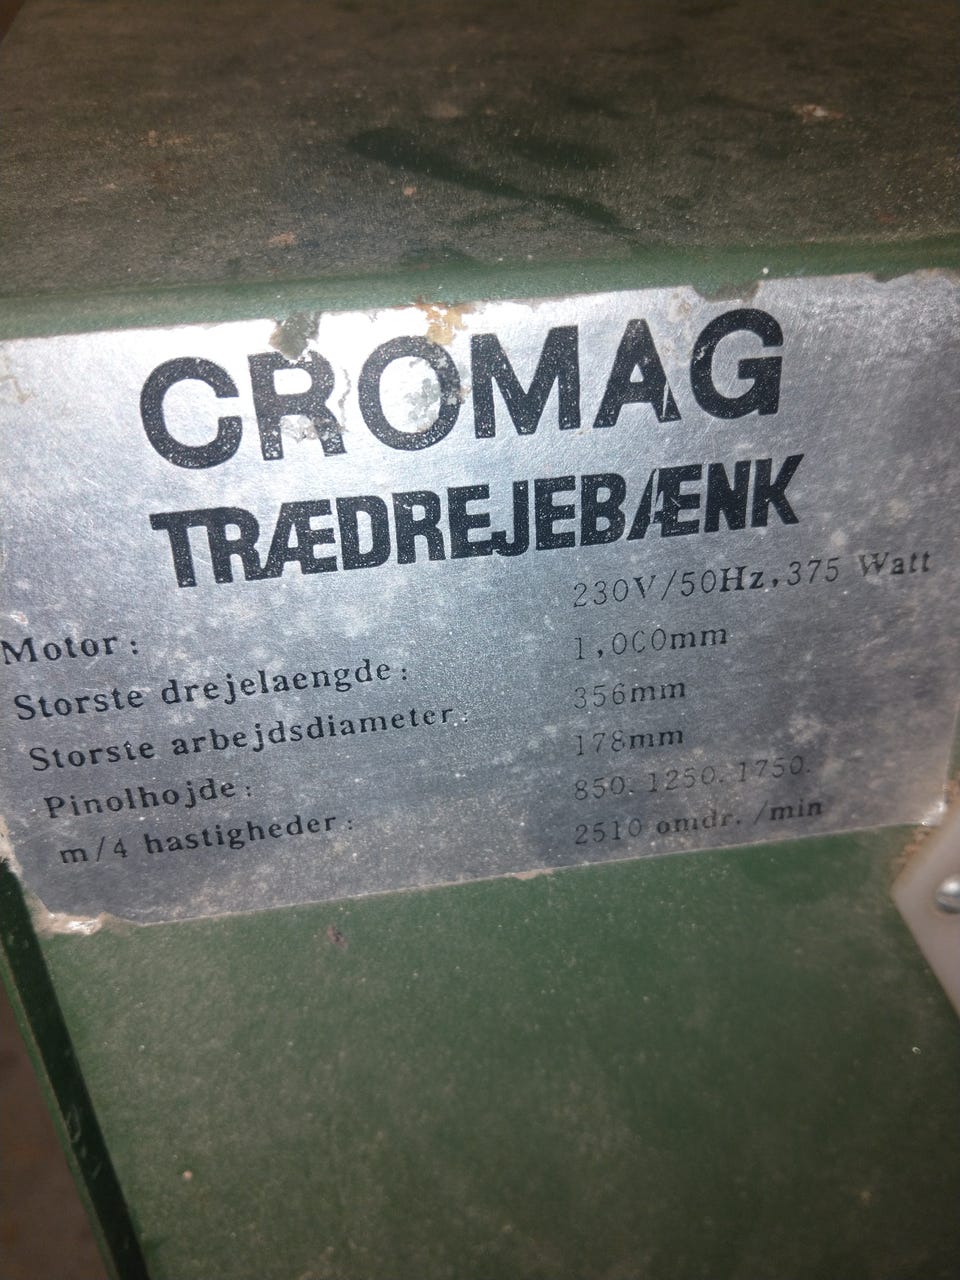 CROMAG
TRÆDREJEBÆNK
Motor: 230V/50Hz,375 Watt
Storste drejelaengde: 1,000mm
Storste arbejdsdiameter: 356mm
Pinolhojde: 178mm
m/4 hastigheder: 850. 1250. 1750.
2510 omdr. /min